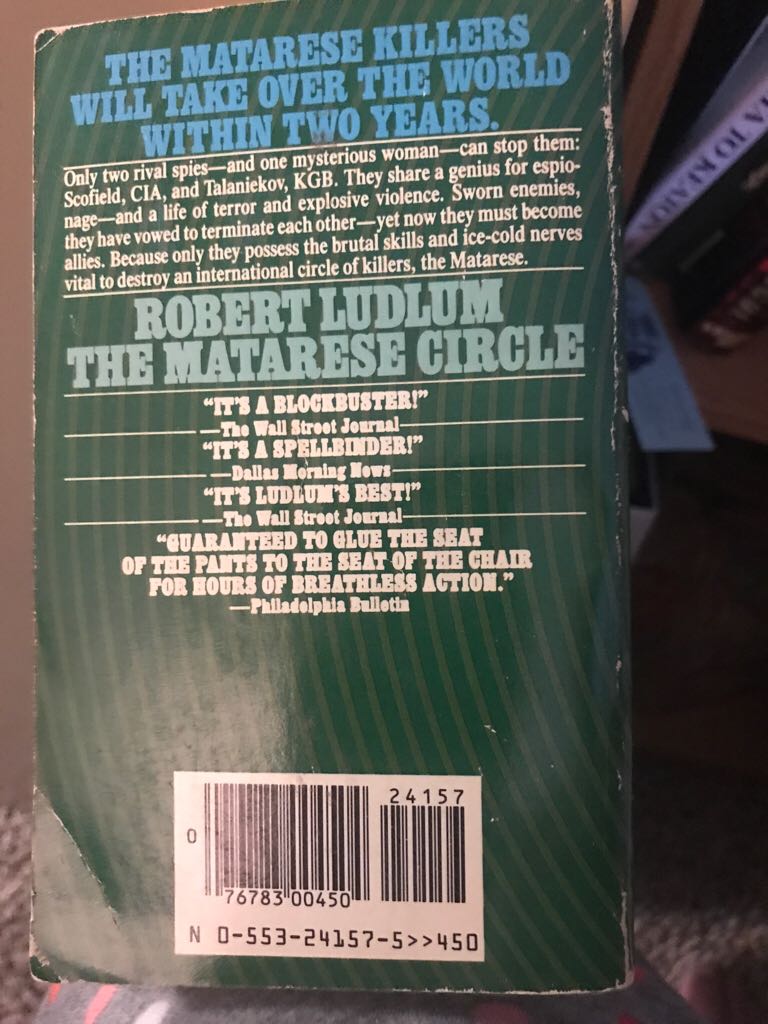 THE MATARESE KILLERS
WILL TAKE OVER THE WORLD
WITHIN TWO YEARS.
Only two rival spies—and one mysterious woman—can stop them:
Scofield, CIA, and Talaniekov, KGB. They share a genius for espio-
nage—and a life of terror and explosive violence. Sworn enemies,
they have vowed to terminate each other—yet now they must become
allies. Because only they possess the brutal skills and ice-cold nerves
vital to destroy an international circle of killers, the Matarese.
ROBERT LUDLUM
THE MATARESE CIRCLE
“IT'S A BLOCKBUSTER!”
—The Wall Street Journal
“IT'S A SPELLBINDER!”
—Dallas Morning News
“IT'S LUDLUM'S BEST!”
—The Wall Street Journal
“GUARANTEED TO GLUE THE SEAT
OF THE PANTS TO THE SEAT OF THE CHAIR
FOR HOURS OF BREATHLESS ACTION.”
—Philadelphia Bulletin
24157
0
76783 00450
N 0-553-24157-5>>450